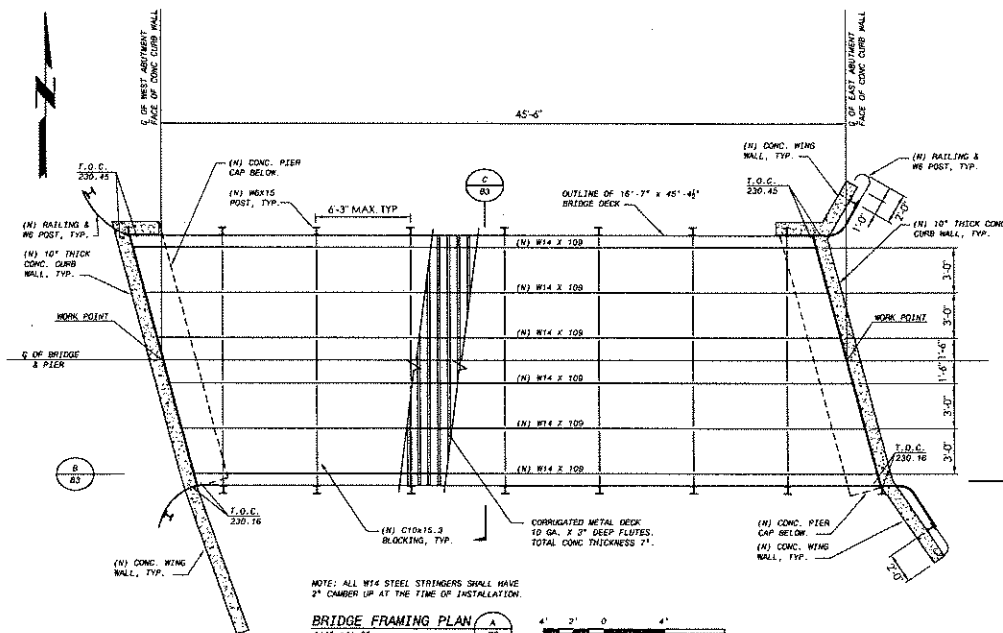 N
℄ OF WEST ABUTMENT
FACE OF CONC CURB WALL
℄ OF EAST ABUTMENT
FACE OF CONC CURB WALL
45'-6"
T.O.C.
230.45
(N) CONC. PIER
CAP BELOW.
(N) W6X15
POST, TYP.
6'-3" MAX. TYP
C
B3
OUTLINE OF 16'-7" x 45'-4½"
BRIDGE DECK
(N) CONC. WING
WALL, TYP.
T.O.C.
230.45
(N) RAILING &
W6 POST, TYP.
1'-0"
2'-0"
(N) RAILING &
W6 POST, TYP.
(N) 10" THICK
CONC. CURB
WALL, TYP.
(N) 10" THICK CONC
CURB WALL, TYP.
(N) W14 X 109
(N) W14 X 109
(N) W14 X 109
(N) W14 X 109
(N) W14 X 109
(N) W14 X 109
WORK POINT
WORK POINT
℄ OF BRIDGE
& PIER
3'-0"
3'-0"
1'-6"
1'-6"
3'-0"
3'-0"
B
B3
T.O.C.
230.16
T.O.C.
230.16
(N) CONC. WING
WALL, TYP.
(N) C10x15.3
BLOCKING, TYP.
CORRUGATED METAL DECK
10 GA. X 3" DEEP FLUTES.
TOTAL CONC THICKNESS 7".
(N) CONC. PIER
CAP BELOW.
(N) CONC. WING
WALL, TYP.
2'-0"
NOTE: ALL W14 STEEL STRINGERS SHALL HAVE
2" CAMBER UP AT THE TIME OF INSTALLATION.
BRIDGE FRAMING PLAN
A
4' 2' 0 4'